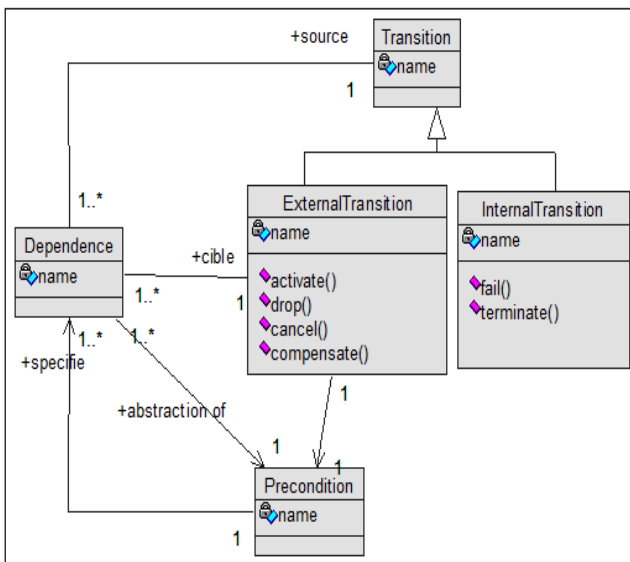 +source
Transition
name
1
1..*
ExternalTransition
name
activate()
drop()
cancel()
compensate()
InternalTransition
name
fail()
terminate()
Dependence
name
+cible
1..*
1
1..*
1..*
+specifie
+abstraction of
1
1
1
Precondition
name
1